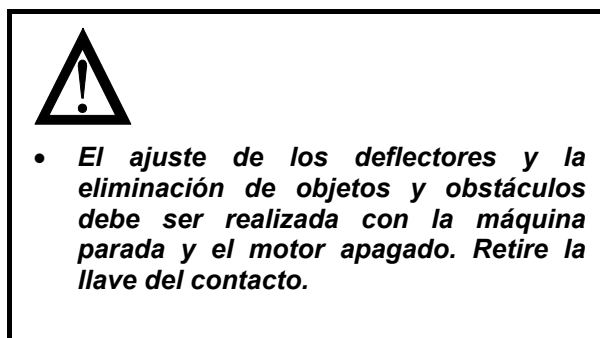 • El ajuste de los deflectores y la
eliminación de objetos y obstáculos
debe ser realizada con la máquina
parada y el motor apagado. Retire la
llave del contacto.